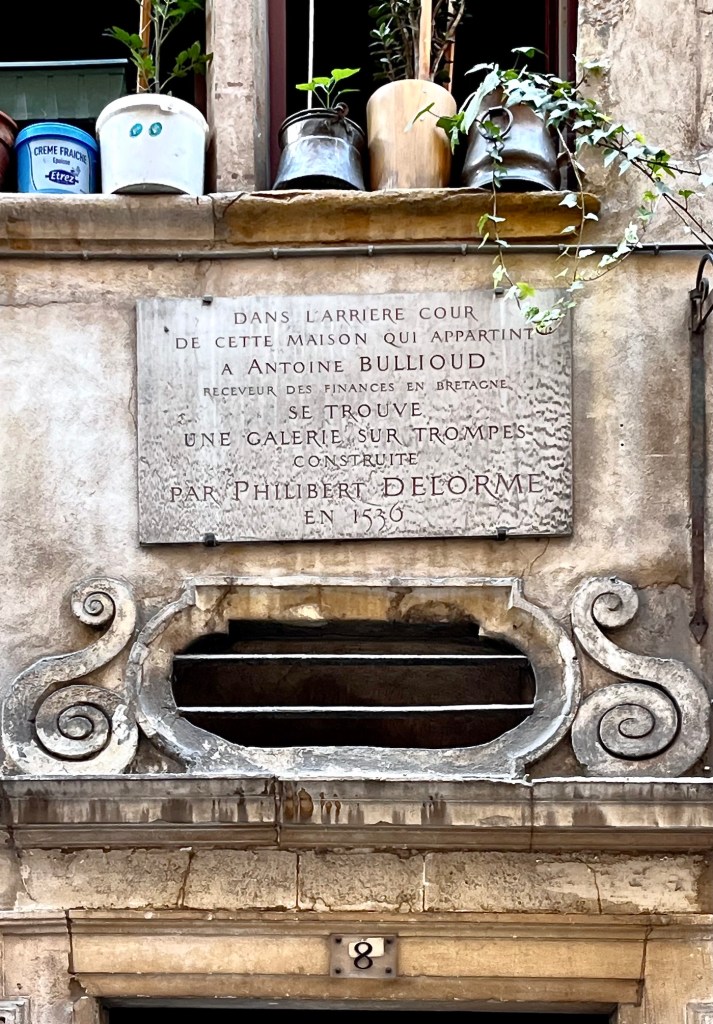 CREME FRAICHE
Epaisse
Etrez
DANS L'ARRIERE COUR
DE CETTE MAISON QUI APPARTINT
A ANTOINE BULLIOUD
RECEVEUR DES FINANCES EN BRETAGNE
SE TROUVE
UNE GALERIE SUR TROMPES
CONSTRUITE
PAR PHILIBERT DELORME
EN 1536
8